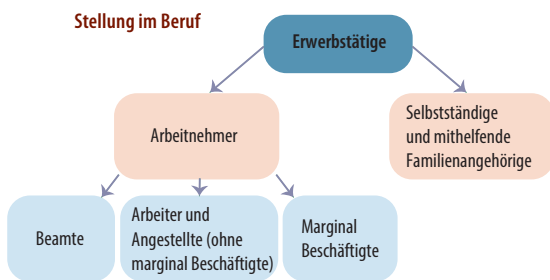 Stellung im Beruf
Erwerbstätige
Arbeitnehmer
Selbstständige
und mithelfende
Familienangehörige
Beamte
Arbeiter und
Angestellte (ohne
marginal Beschäftigte)
Marginal
Beschäftigte